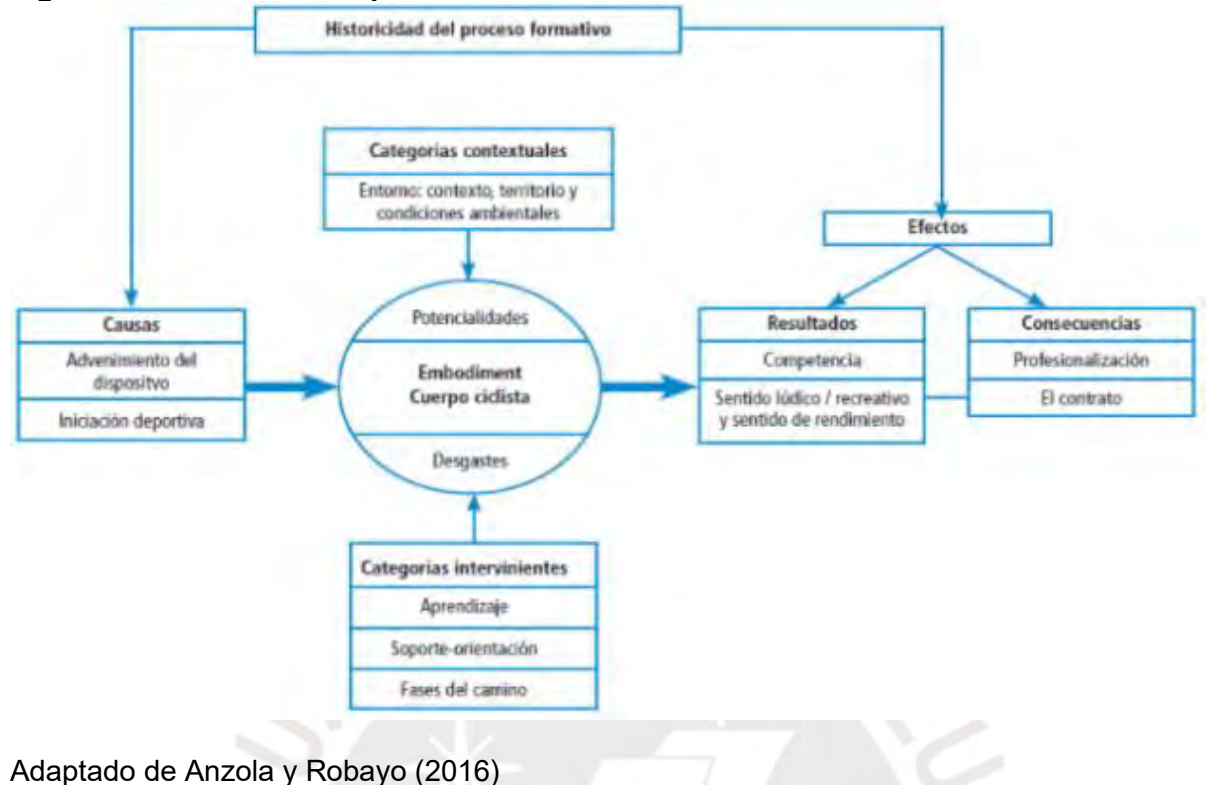 Historicidad del proceso formativo
Categorias contextuales
Entorno: contexto, territorio y
condiciones ambientales
Efectos
Causas
Advenimiento del
dispositvo
Iniciación deportiva
Potencialidades
Embodiment
Cuerpo ciclista
Desgastes
Resultados
Competencia
Sentido lúdico / recreativo
y sentido de rendimiento
Consecuencias
Profesionalización
El contrato
Categorias intervinientes
Aprendizaje
Soporte-orientación
Fases del camino
Adaptado de Anzola y Robayo (2016)